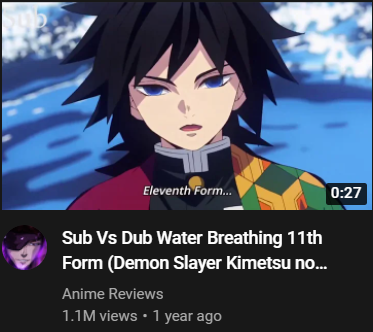 Sub
Eleventh Form...
0:27
Sub Vs Dub Water Breathing 11th
Form (Demon Slayer Kimetsu no...
Anime Reviews
1.1M views • 1 year ago